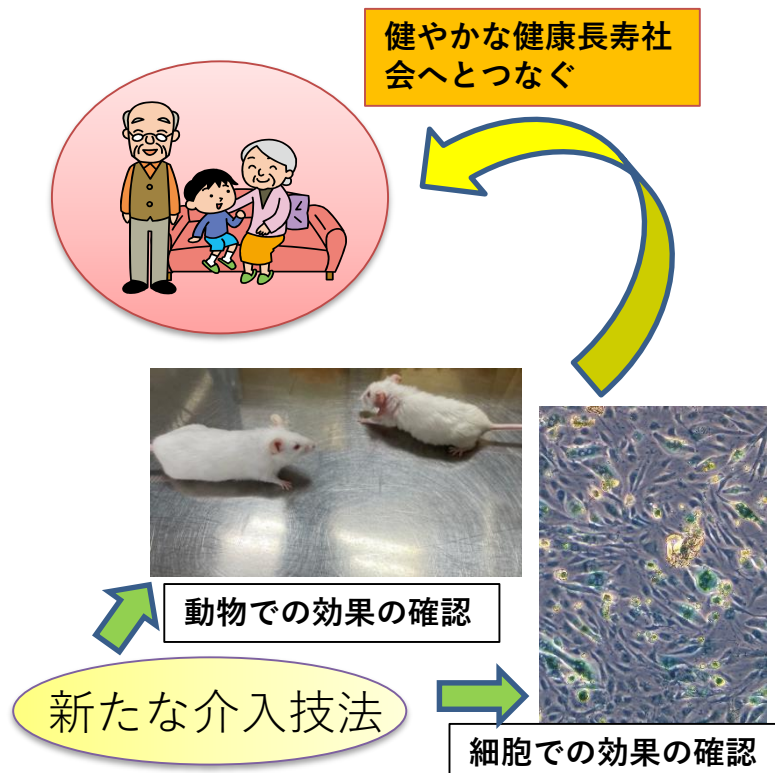 健やかな健康長寿社
会へとつなぐ
動物での効果の確認
新たな介入技法
細胞での効果の確認